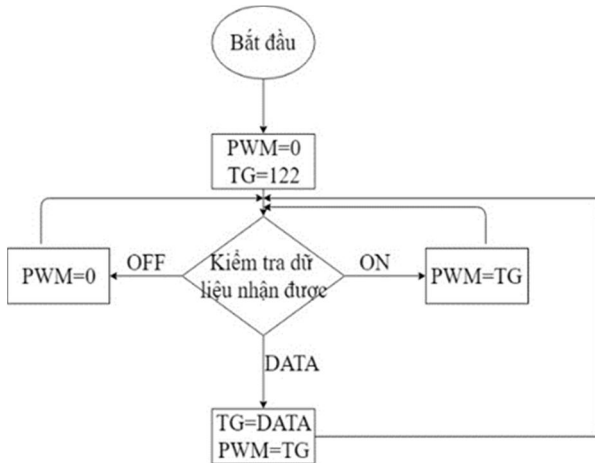 Bắt đầu
PWM=0
TG=122
PWM=0
OFF
Kiểm tra dữ
liệu nhận được
ON
PWM=TG
DATA
TG=DATA
PWM=TG